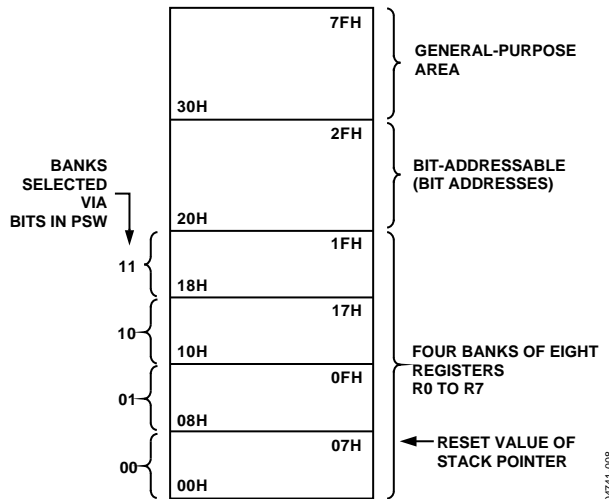 7FH
GENERAL-PURPOSE
AREA
30H
2FH
BANKS
SELECTED
VIA
BITS IN PSW
BIT-ADDRESSABLE
(BIT ADDRESSES)
20H
1FH
11
18H
17H
10
10H
FOUR BANKS OF EIGHT
REGISTERS
R0 TO R7
0FH
01
08H
07H
RESET VALUE OF
STACK POINTER
00
00H